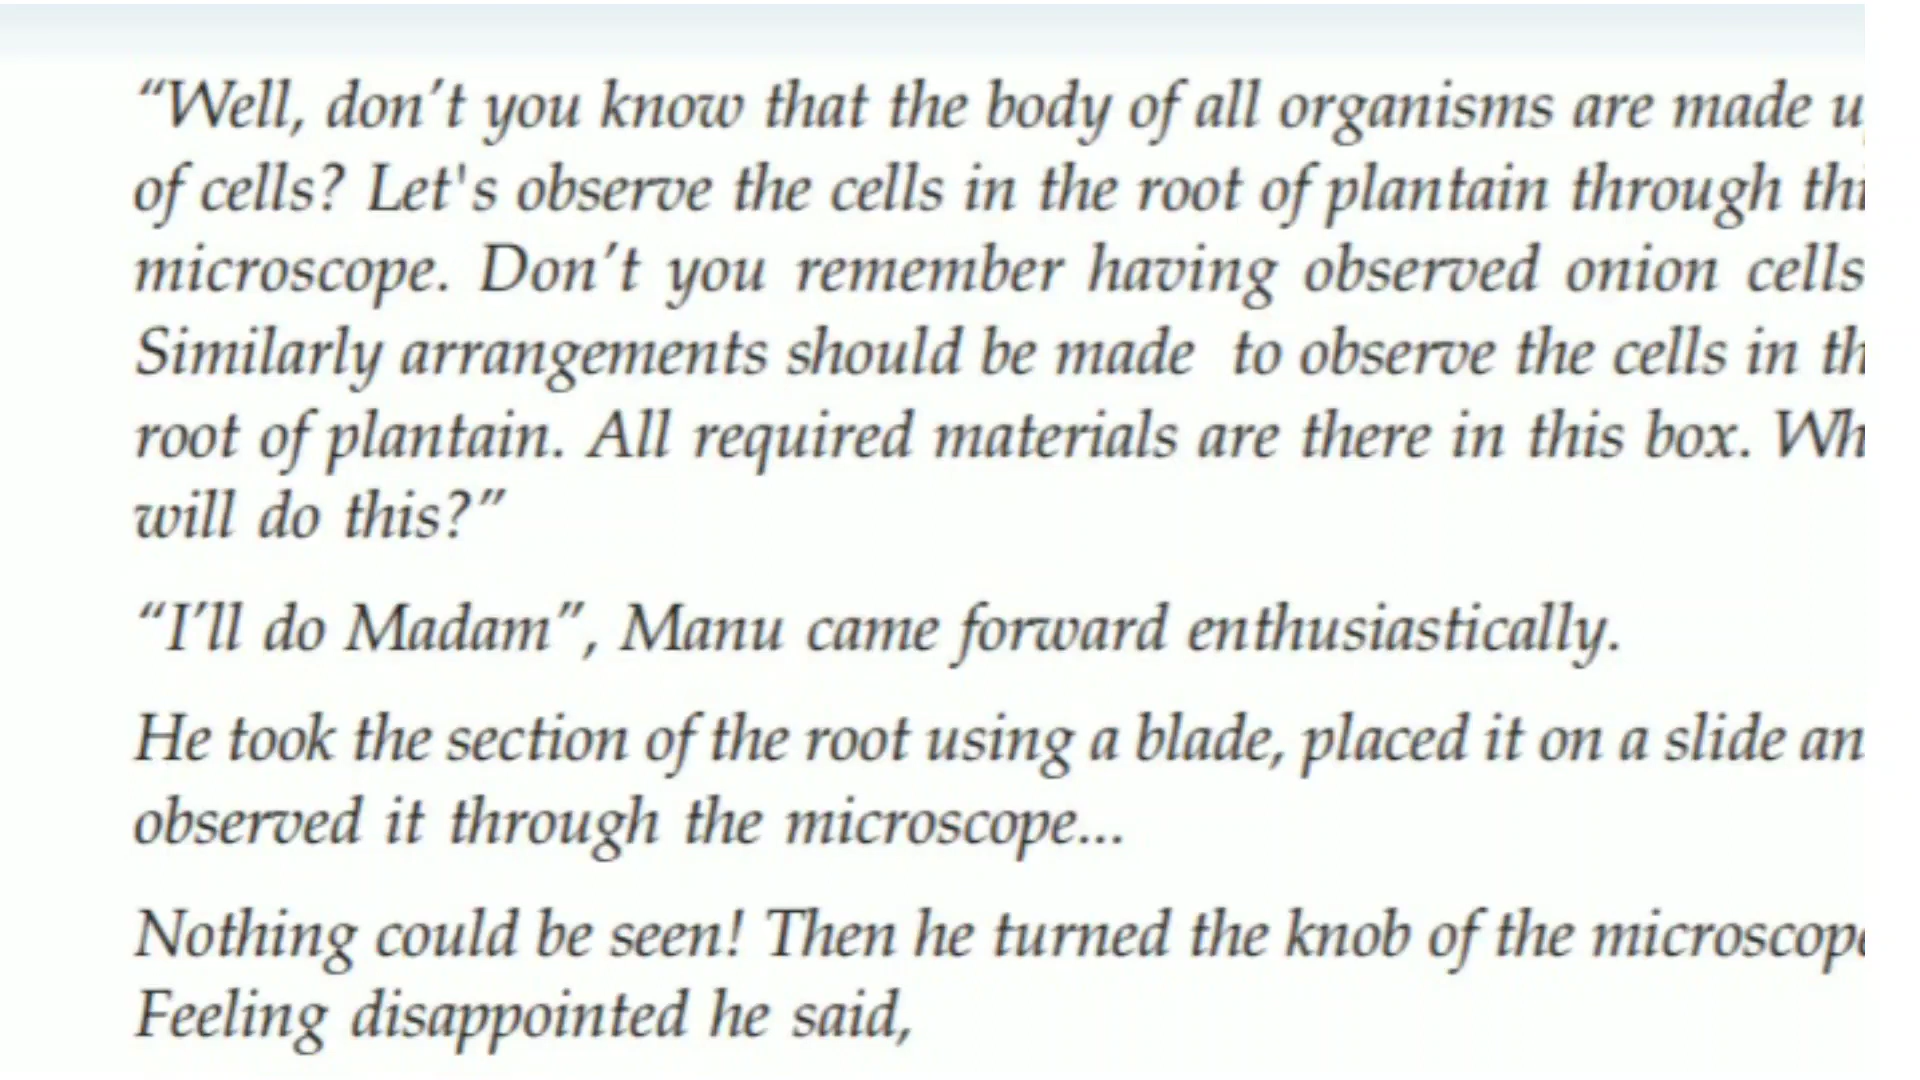 “Well, don’t you know that the body of all organisms are made
of cells? Let's observe the cells in the root of plantain through
microscope. Don’t you remember having observed onion cells
Similarly arrangements should be made to observe the cells in
root of plantain. All required materials are there in this box.
will do this?”
“I’ll do Madam”, Manu came forward enthusiastically.
He took the section of the root using a blade, placed it on a slide
observed it through the microscope...
Nothing could be seen! Then he turned the knob of the microscope
Feeling disappointed he said,